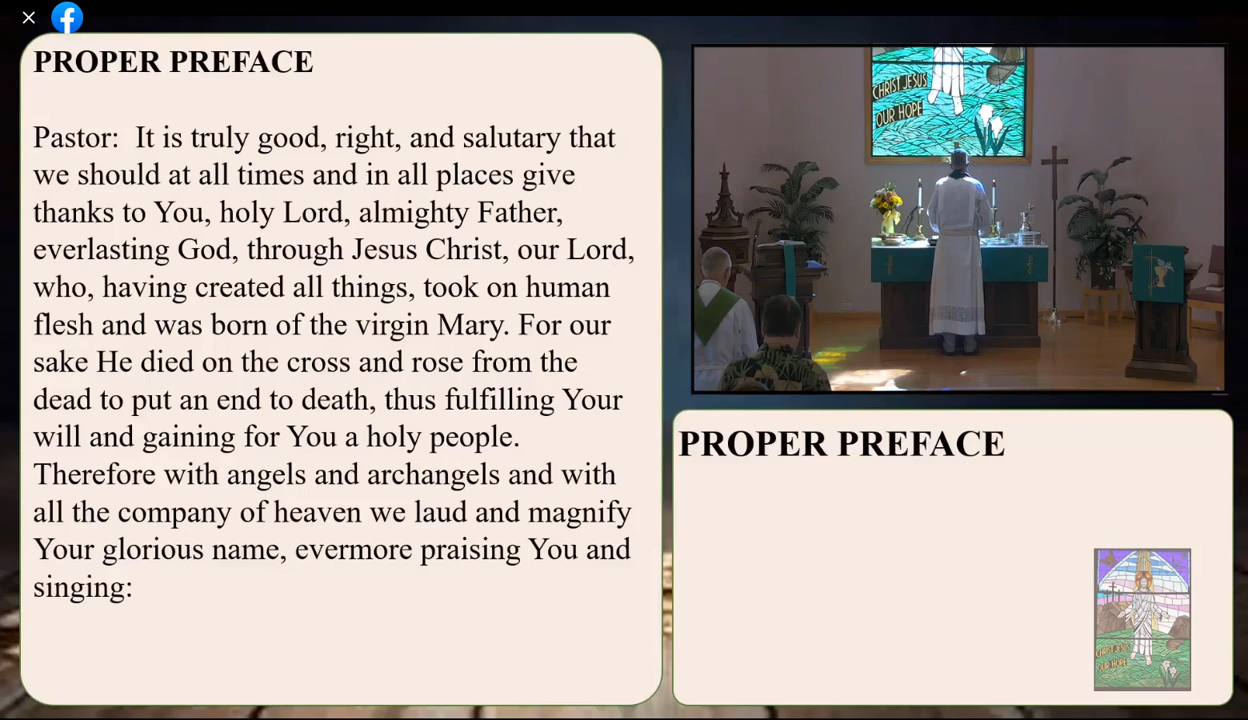 PROPER PREFACE
Pastor:  It is truly good, right, and salutary that
we should at all times and in all places give
thanks to You, holy Lord, almighty Father,
everlasting God, through Jesus Christ, our Lord,
who, having created all things, took on human
flesh and was born of the virgin Mary. For our
sake He died on the cross and rose from the
dead to put an end to death, thus fulfilling Your
will and gaining for You a holy people.
Therefore with angels and archangels and with
all the company of heaven we laud and magnify
Your glorious name, evermore praising You and
singing:
CHRIST JESUS
OUR HOPE
PROPER PREFACE
CHRIST JESUS
OUR HOPE